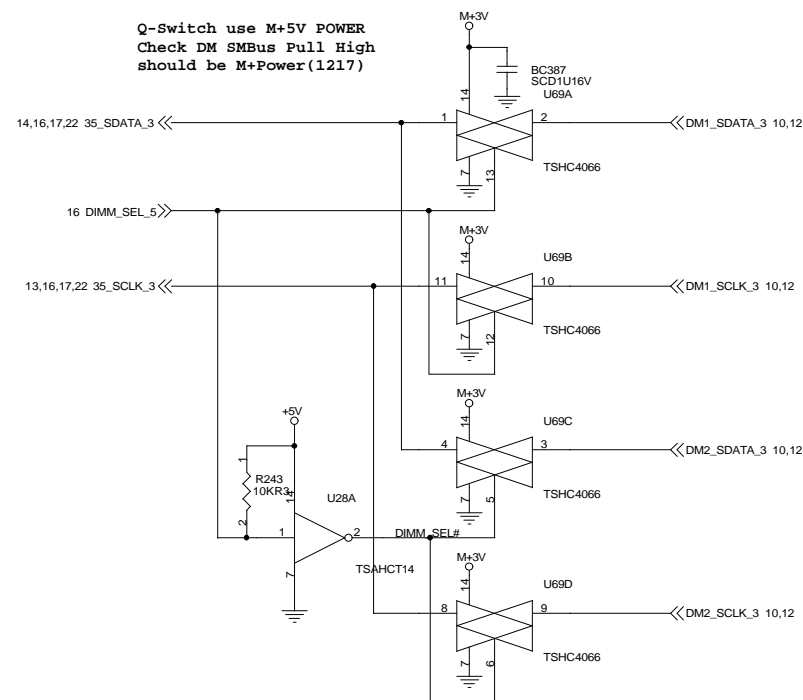 Q-Switch use M+5V POWER
Check DM SMBus Pull High
should be M+Power(1217)
M+3V
BC387
SCD1U16V
14
U69A
14,16,17,22 35_SDATA_3
1
2
DM1_SDATA_3 10,12
7
13
TSHC4066
16 DIMM_SEL_5
M+3V
14
U69B
13,16,17,22 35_SCLK_3
11
10
DM1_SCLK_3 10,12
7
12
TSHC4066
M+3V
14
U69C
+5V
4
3
DM2_SDATA_3 10,12
1
R243
10KR3
14
7
5
TSHC4066
U28A
2
1
2
DIMM_SEL#
TSAHCT14
M+3V
7
14
U69D
8
9
DM2_SCLK_3 10,12
7
6
TSHC4066